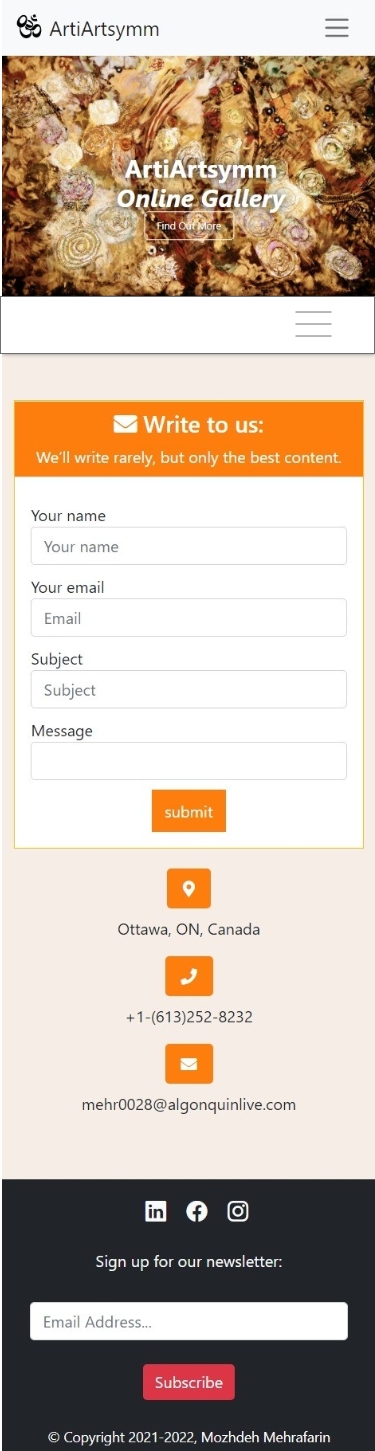 ArtiArtsymm
ArtiArtsymm
Online Gallery
Find Out More
Write to us:
We'll write rarely, but only the best content.
Your name
Your name
Your email
Email
Subject
Subject
Message
submit
Ottawa, ON, Canada
+1-(613)252-8232
mehr0028@algonquinlive.com
Sign up for our newsletter:
Email Address...
Subscribe
© Copyright 2021-2022, Mozhdeh Mehrafarin